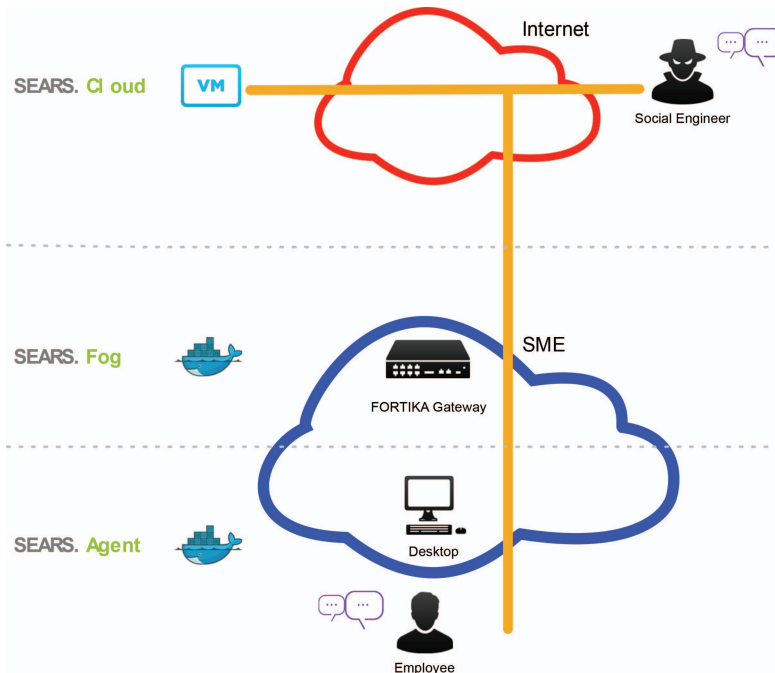 Internet
SEARS. Cl oud
VM
Social Engineer
SME
SEARS. Fog
FORTIKA Gateway
SEARS. Agent
Desktop
Employee